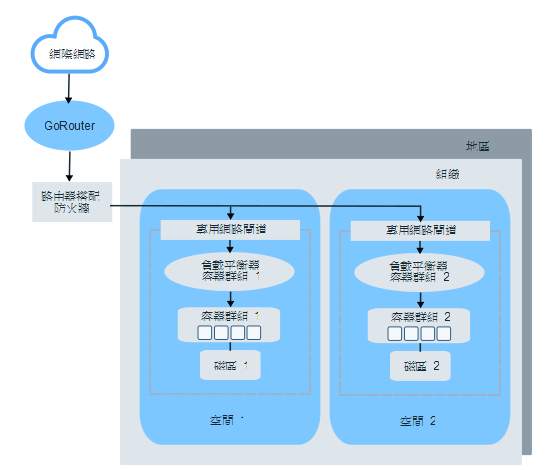 網際網路
GoRouter
地區
組織
路由器搭配
防火牆
專用網路閘道
專用網路閘道
負載平衡器
容器群組 1
負載平衡器
容器群組 2
容器群組 1
容器群組 2
磁區 1
磁區 2
空間 1
空間 2